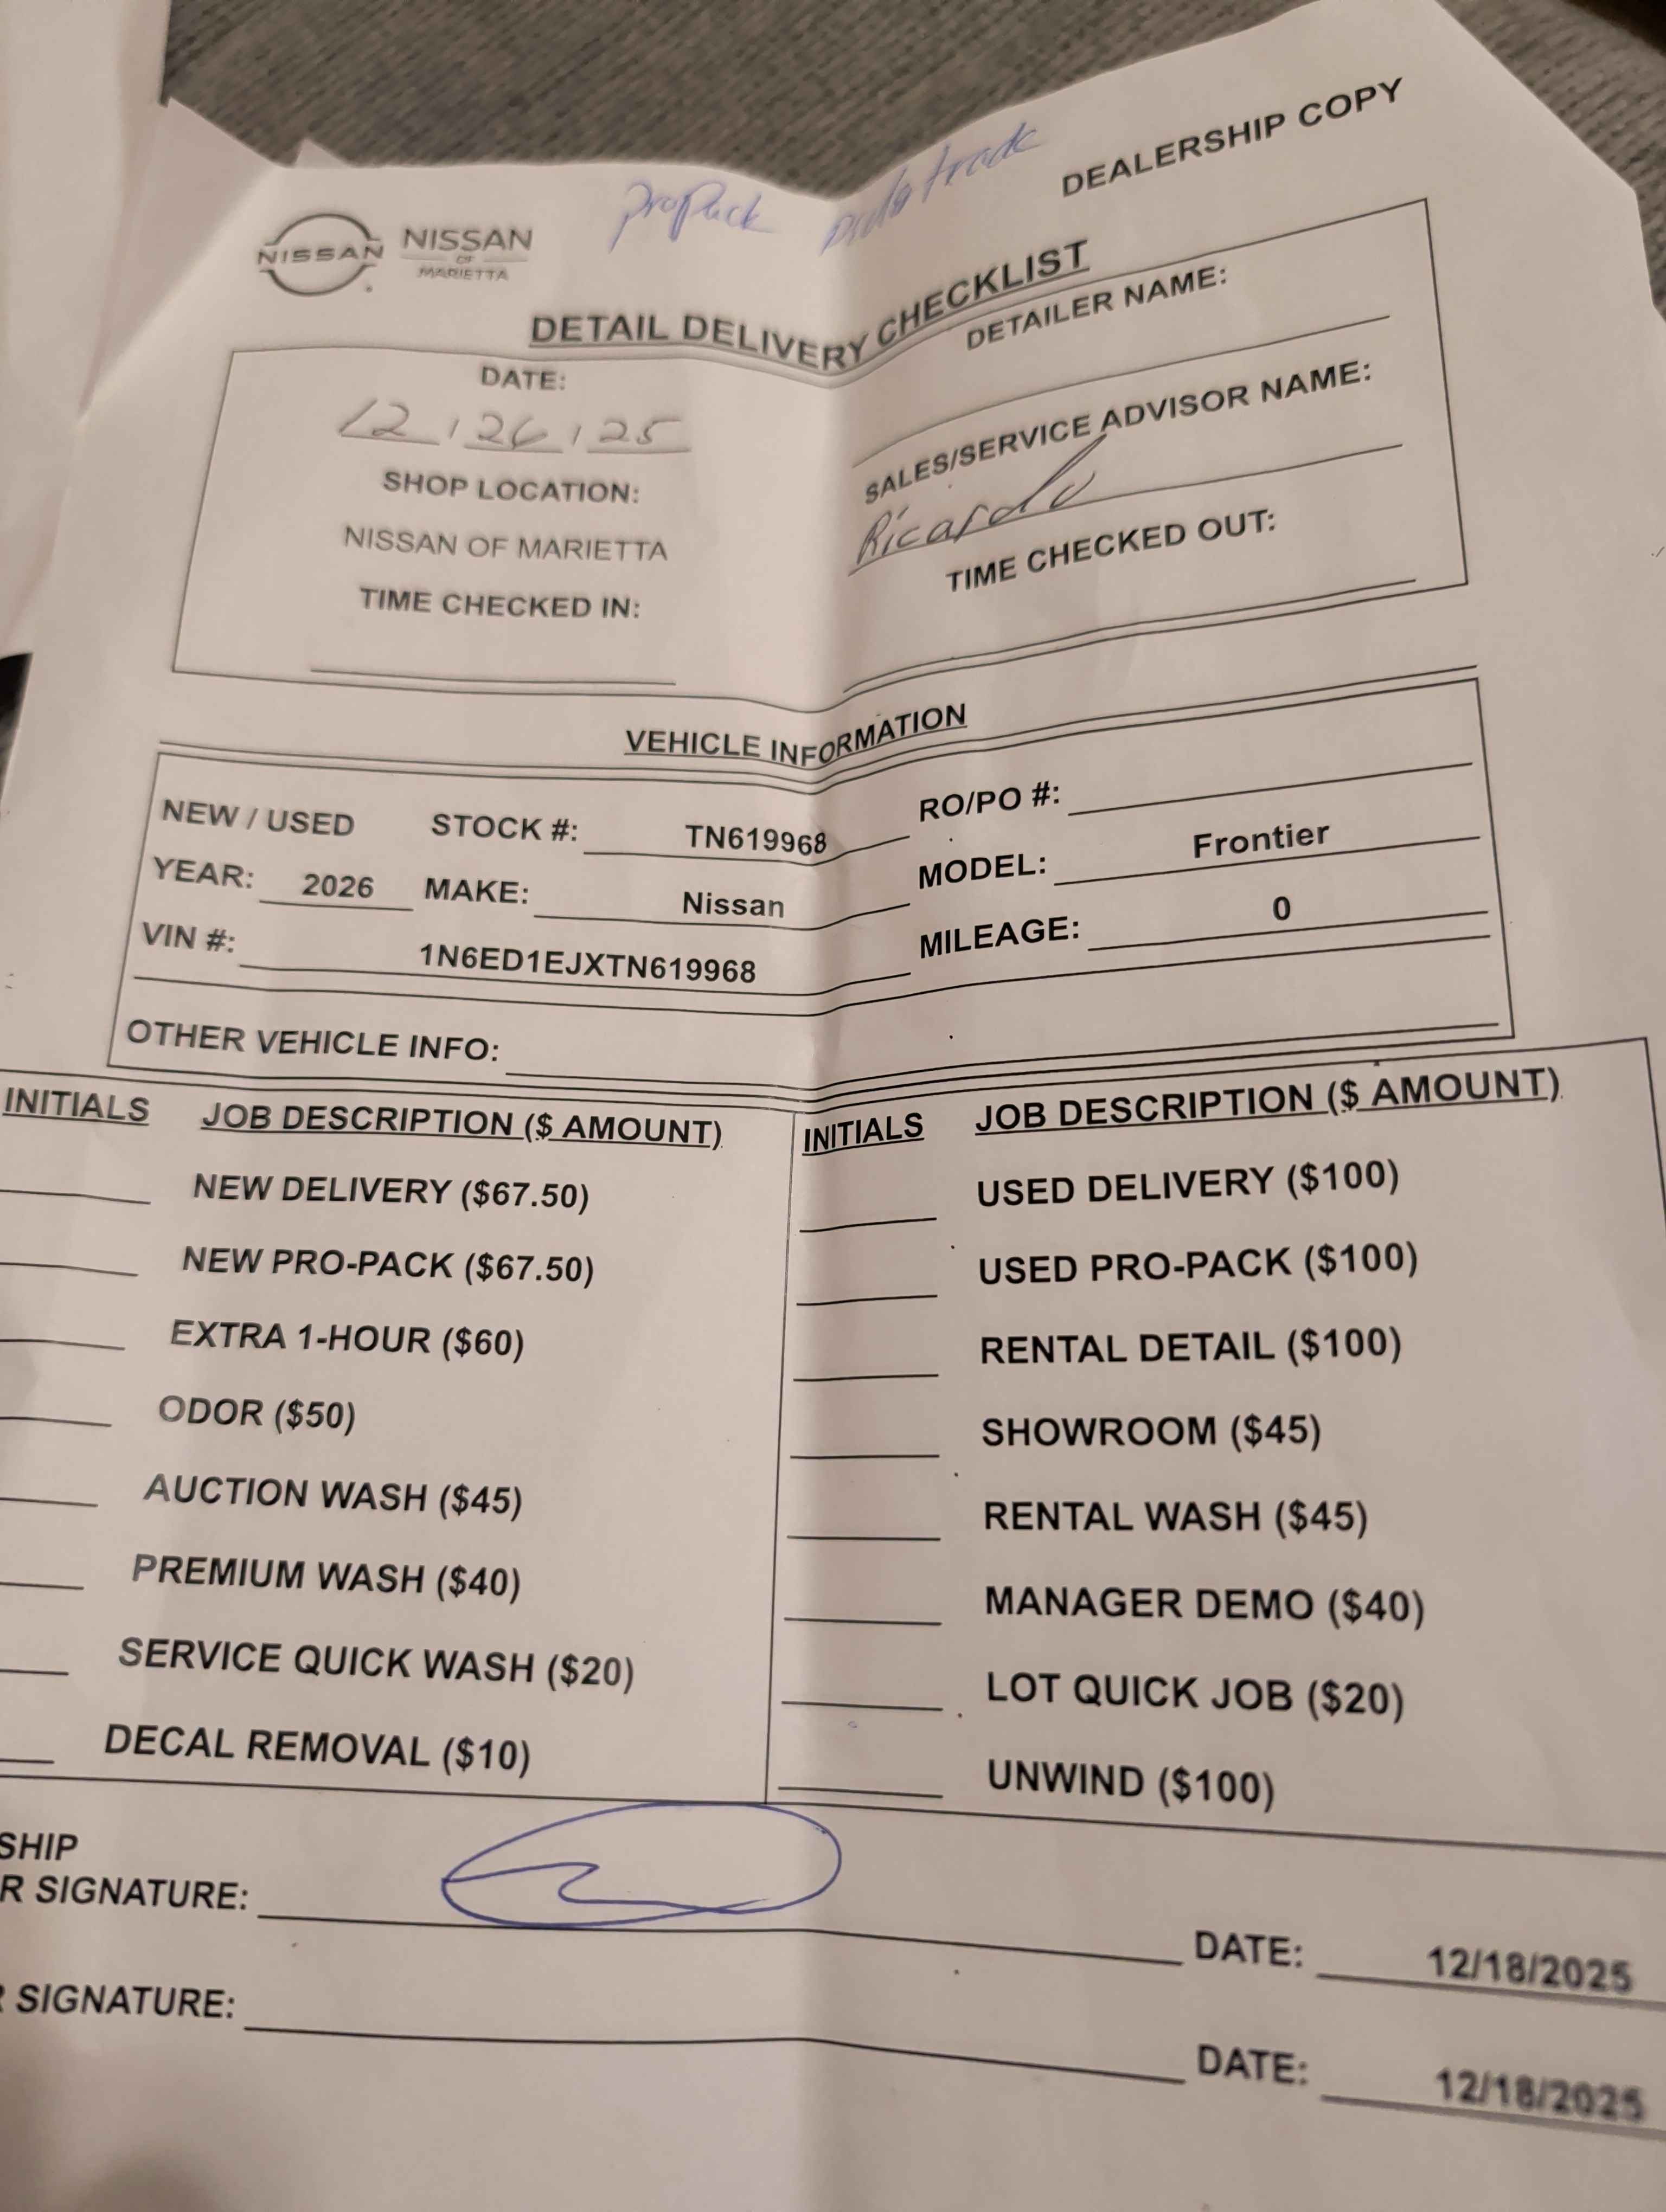 DEALERSHIP COPY
ProPack
NISSAN
NISSAN
OF
MARIETTA
DETAIL DELIVERY CHECKLIST
DATE:
12 / 26 / 25
SHOP LOCATION:
NISSAN OF MARIETTA
TIME CHECKED IN:
DETAILER NAME:
SALES/SERVICE ADVISOR NAME:
Ricardo
TIME CHECKED OUT:
VEHICLE INFORMATION
NEW / USED STOCK #: TN619968 RO/PO #:
YEAR: 2026 MAKE: Nissan MODEL: Frontier
VIN #: 1N6ED1EJXTN619968 MILEAGE: 0
OTHER VEHICLE INFO:
INITIALS JOB DESCRIPTION ($ AMOUNT)
NEW DELIVERY ($67.50)
NEW PRO-PACK ($67.50)
EXTRA 1-HOUR ($60)
ODOR ($50)
AUCTION WASH ($45)
PREMIUM WASH ($40)
SERVICE QUICK WASH ($20)
DECAL REMOVAL ($10)
INITIALS JOB DESCRIPTION ($ AMOUNT)
USED DELIVERY ($100)
USED PRO-PACK ($100)
RENTAL DETAIL ($100)
SHOWROOM ($45)
RENTAL WASH ($45)
MANAGER DEMO ($40)
LOT QUICK JOB ($20)
UNWIND ($100)
SHIP
R SIGNATURE: DATE: 12/18/2025
R SIGNATURE: DATE: 12/18/2025